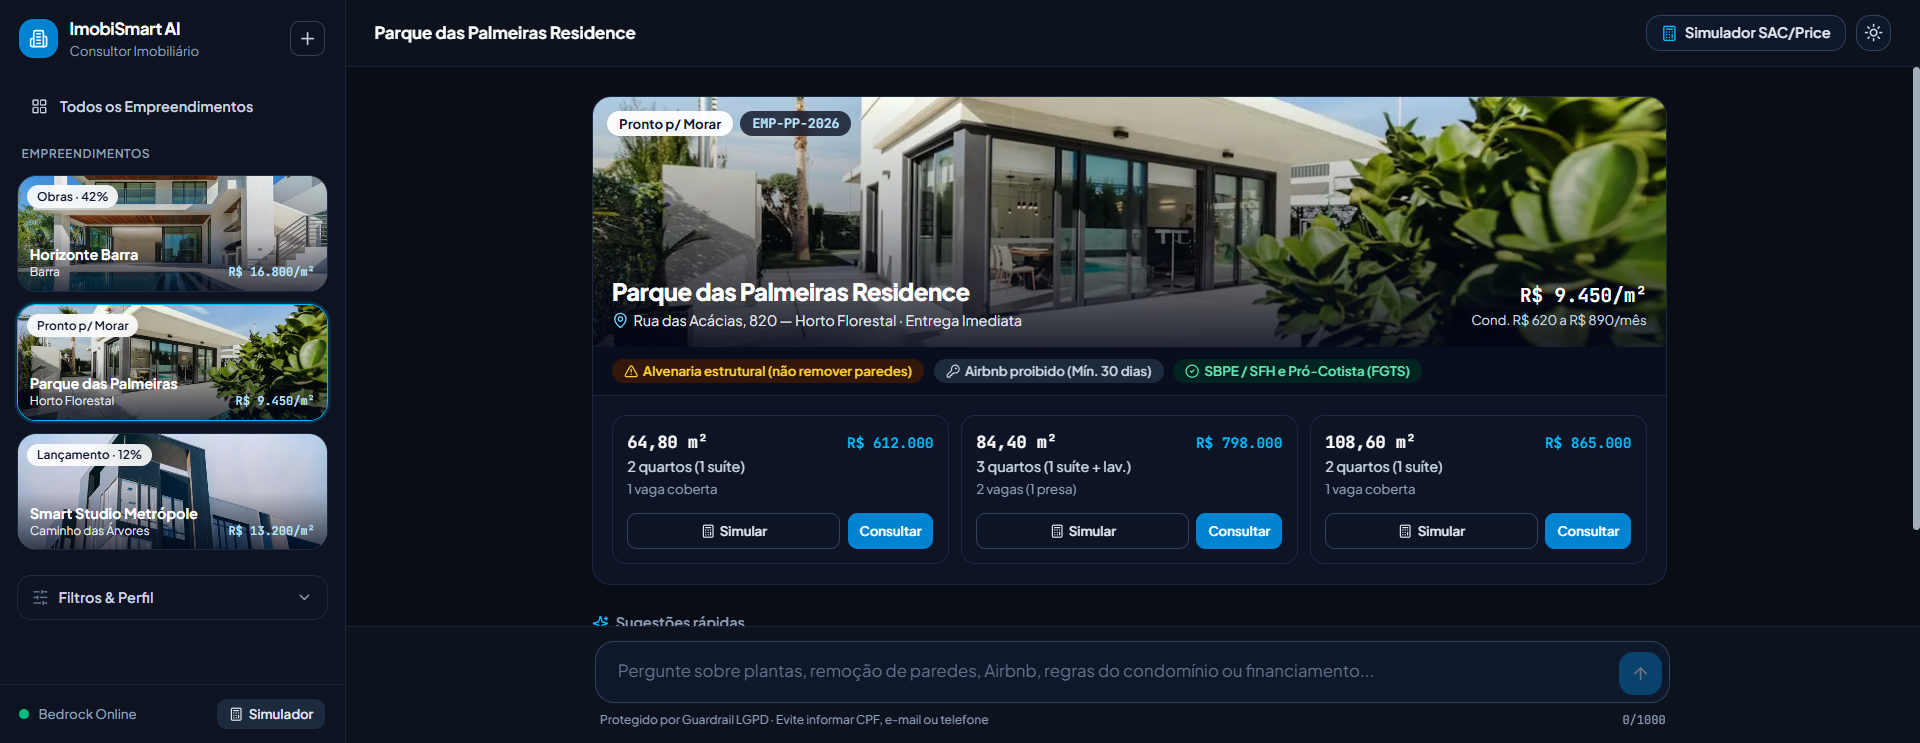 ImobiSmart AI
Consultor Imobiliário
Todos os Empreendimentos
EMPREENDIMENTOS
Obras · 42%
Horizonte Barra
Barra
R$ 16.800/m²
Pronto p/ Morar
Parque das Palmeiras
Horto Florestal
R$ 9.450/m²
Lançamento · 12%
Smart Studio Metrópole
Caminho das Árvores
R$ 13.200/m²
Filtros & Perfil
Bedrock Online
Simulador
Parque das Palmeiras Residence
Simulador SAC/Price
Pronto p/ Morar
EMP-PP-2026
Parque das Palmeiras Residence
Rua das Acácias, 820 — Horto Florestal · Entrega Imediata
R$ 9.450/m²
Cond. R$ 620 a R$ 890/mês
Alvenaria estrutural (não remover paredes)
Airbnb proibido (Mín. 30 dias)
SBPE / SFH e Pró-Cotista (FGTS)
64,80 m²
R$ 612.000
2 quartos (1 suíte)
1 vaga coberta
Simular
Consultar
84,40 m²
R$ 798.000
3 quartos (1 suíte + lav.)
2 vagas (1 presa)
Simular
Consultar
108,60 m²
R$ 865.000
2 quartos (1 suíte)
1 vaga coberta
Simular
Consultar
Sugestões rápidas
Pergunte sobre plantas, remoção de paredes, Airbnb, regras do condomínio ou financiamento...
Protegido por Guardrail LGPD · Evite informar CPF, e-mail ou telefone
0/1000